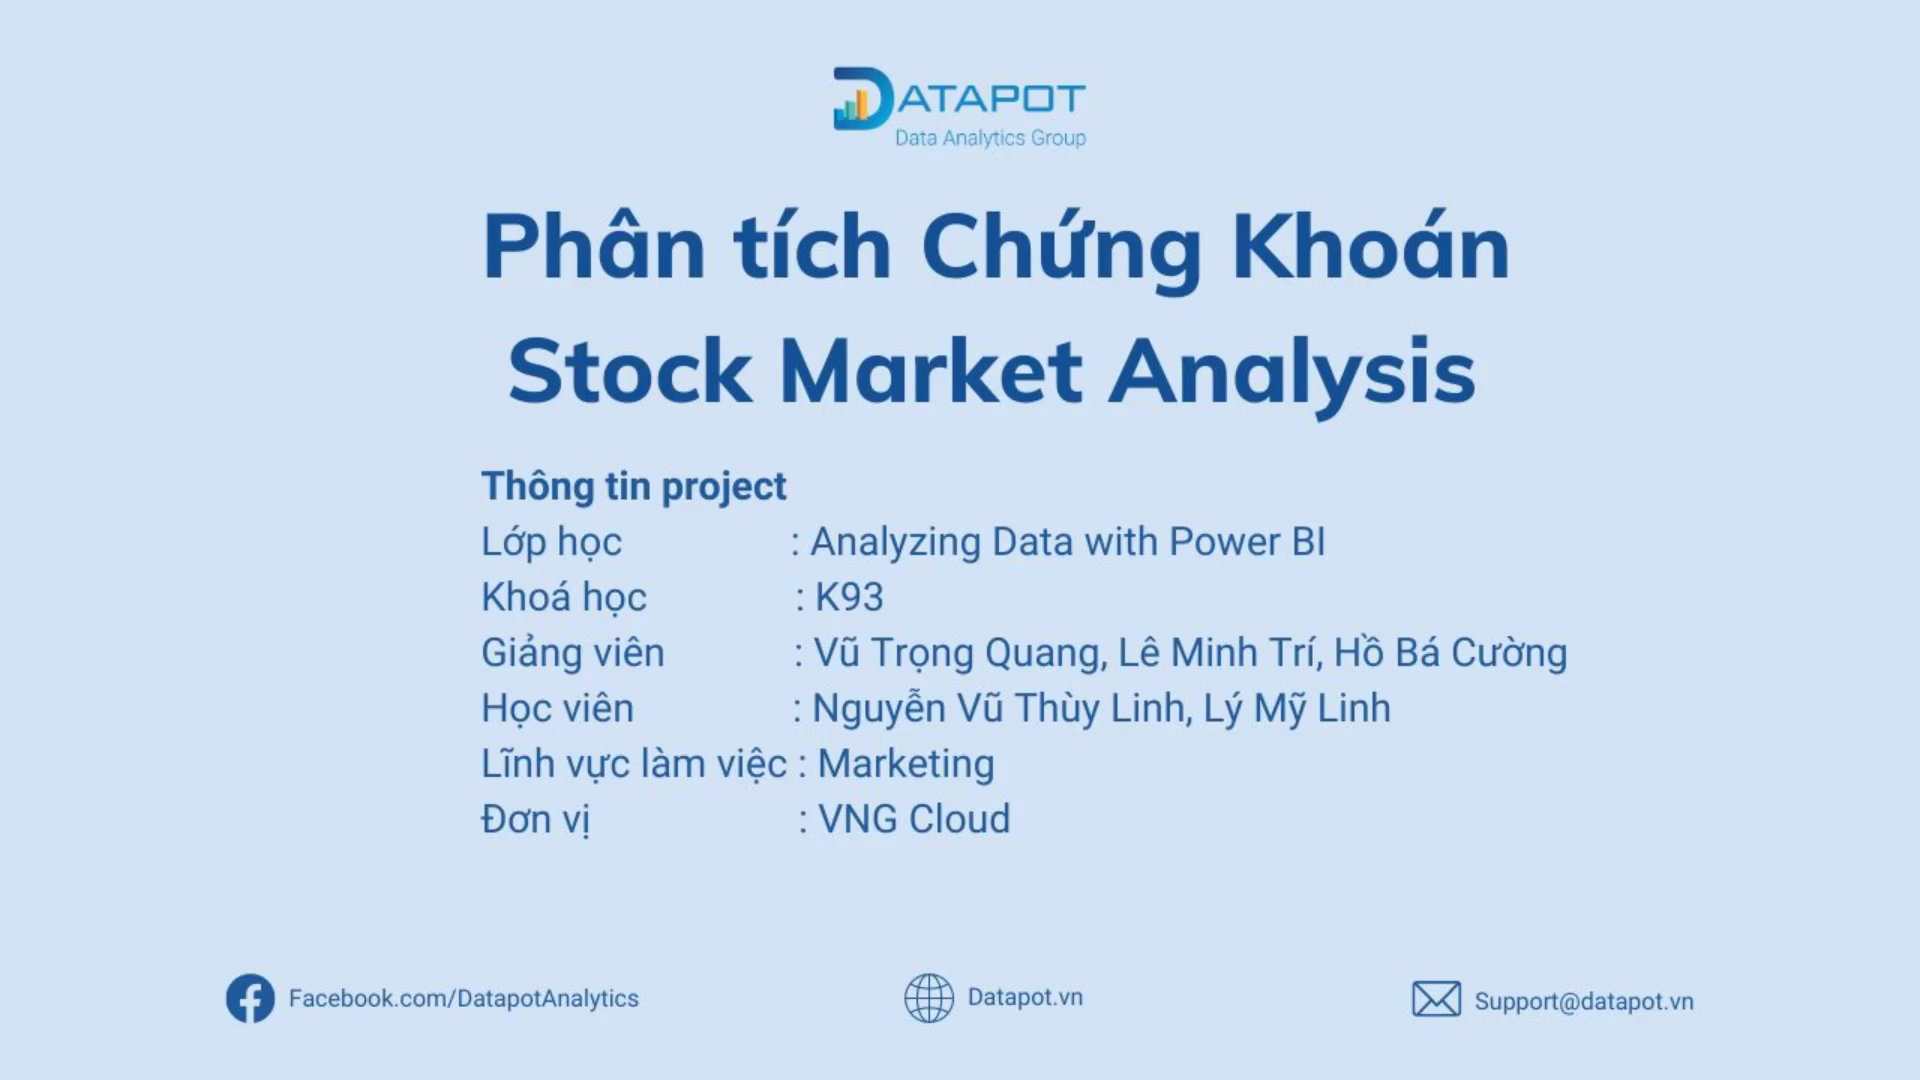 DATAPOT
Data Analytics Group
Phân tích Chứng Khoán
Stock Market Analysis
Thông tin project
Lớp học : Analyzing Data with Power BI
Khoá học : K93
Giảng viên : Vũ Trọng Quang, Lê Minh Trí, Hồ Bá Cường
Học viên : Nguyễn Vũ Thùy Linh, Lý Mỹ Linh
Lĩnh vực làm việc : Marketing
Đơn vị : VNG Cloud
Facebook.com/DatapotAnalytics
Datapot.vn
Support@datapot.vn